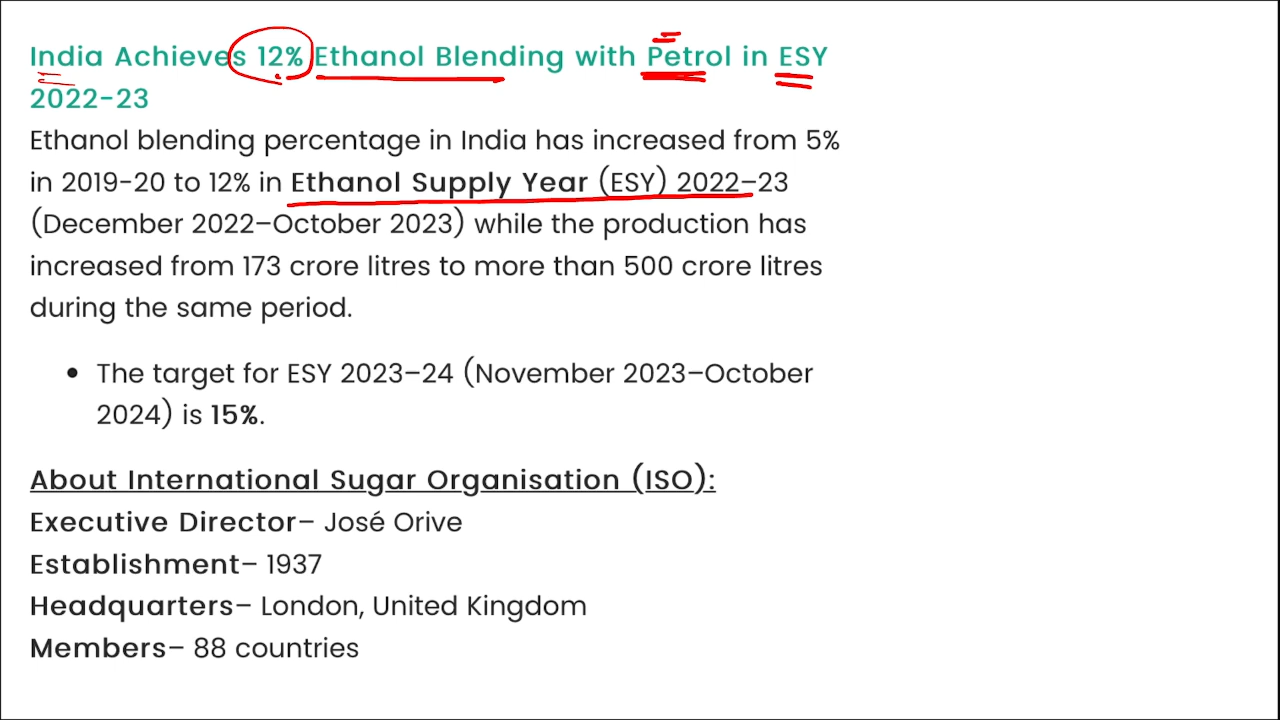 India Achieves 12% Ethanol Blending with Petrol in ESY
2022-23
Ethanol blending percentage in India has increased from 5%
in 2019-20 to 12% in Ethanol Supply Year (ESY) 2022–23
(December 2022–October 2023) while the production has
increased from 173 crore litres to more than 500 crore litres
during the same period.
• The target for ESY 2023–24 (November 2023–October
2024) is 15%.
About International Sugar Organisation (ISO):
Executive Director– José Orive
Establishment– 1937
Headquarters– London, United Kingdom
Members– 88 countries